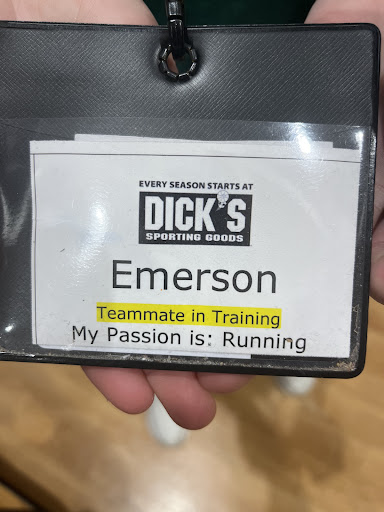 EVERY SEASON STARTS AT
DICK'S
SPORTING GOODS
Emerson
Teammate in Training
My Passion is: Running